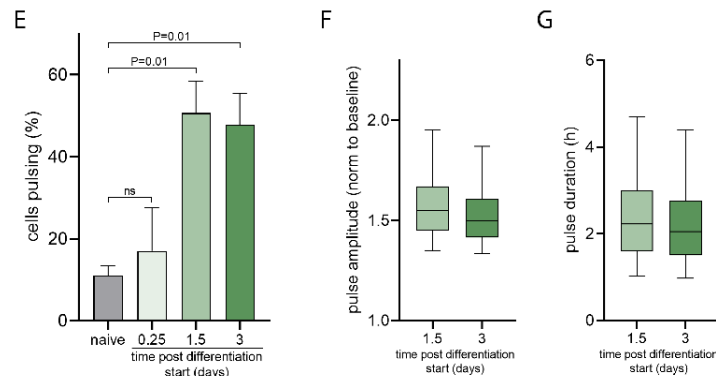 E
P=0.01
P=0.01
ns
cells pulsing (%)
60
40
20
0
naive 0.25 1.5 3
time post differentiation
start (days)
F
pulse amplitude (norm to baseline)
2.0
1.5
1.0
1.5 3
time post differentiation
start (days)
G
pulse duration (h)
6
4
2
0
1.5 3
time post differentiation
start (days)